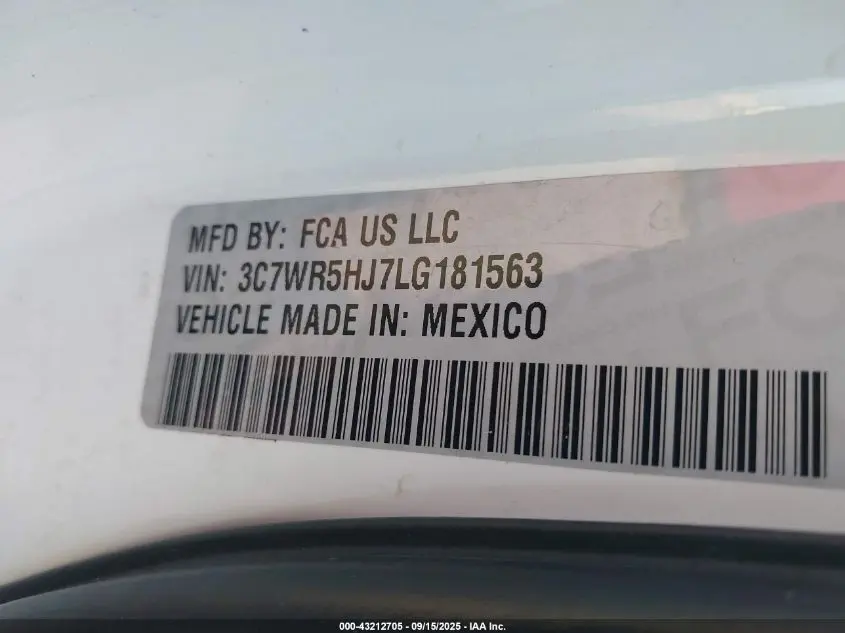 MFD BY: FCA US LLC
VIN: 3C7WR5HJ7LG181563
VEHICLE MADE IN: MEXICO
000-43212705 - 09/15/2025 - IAA Inc.